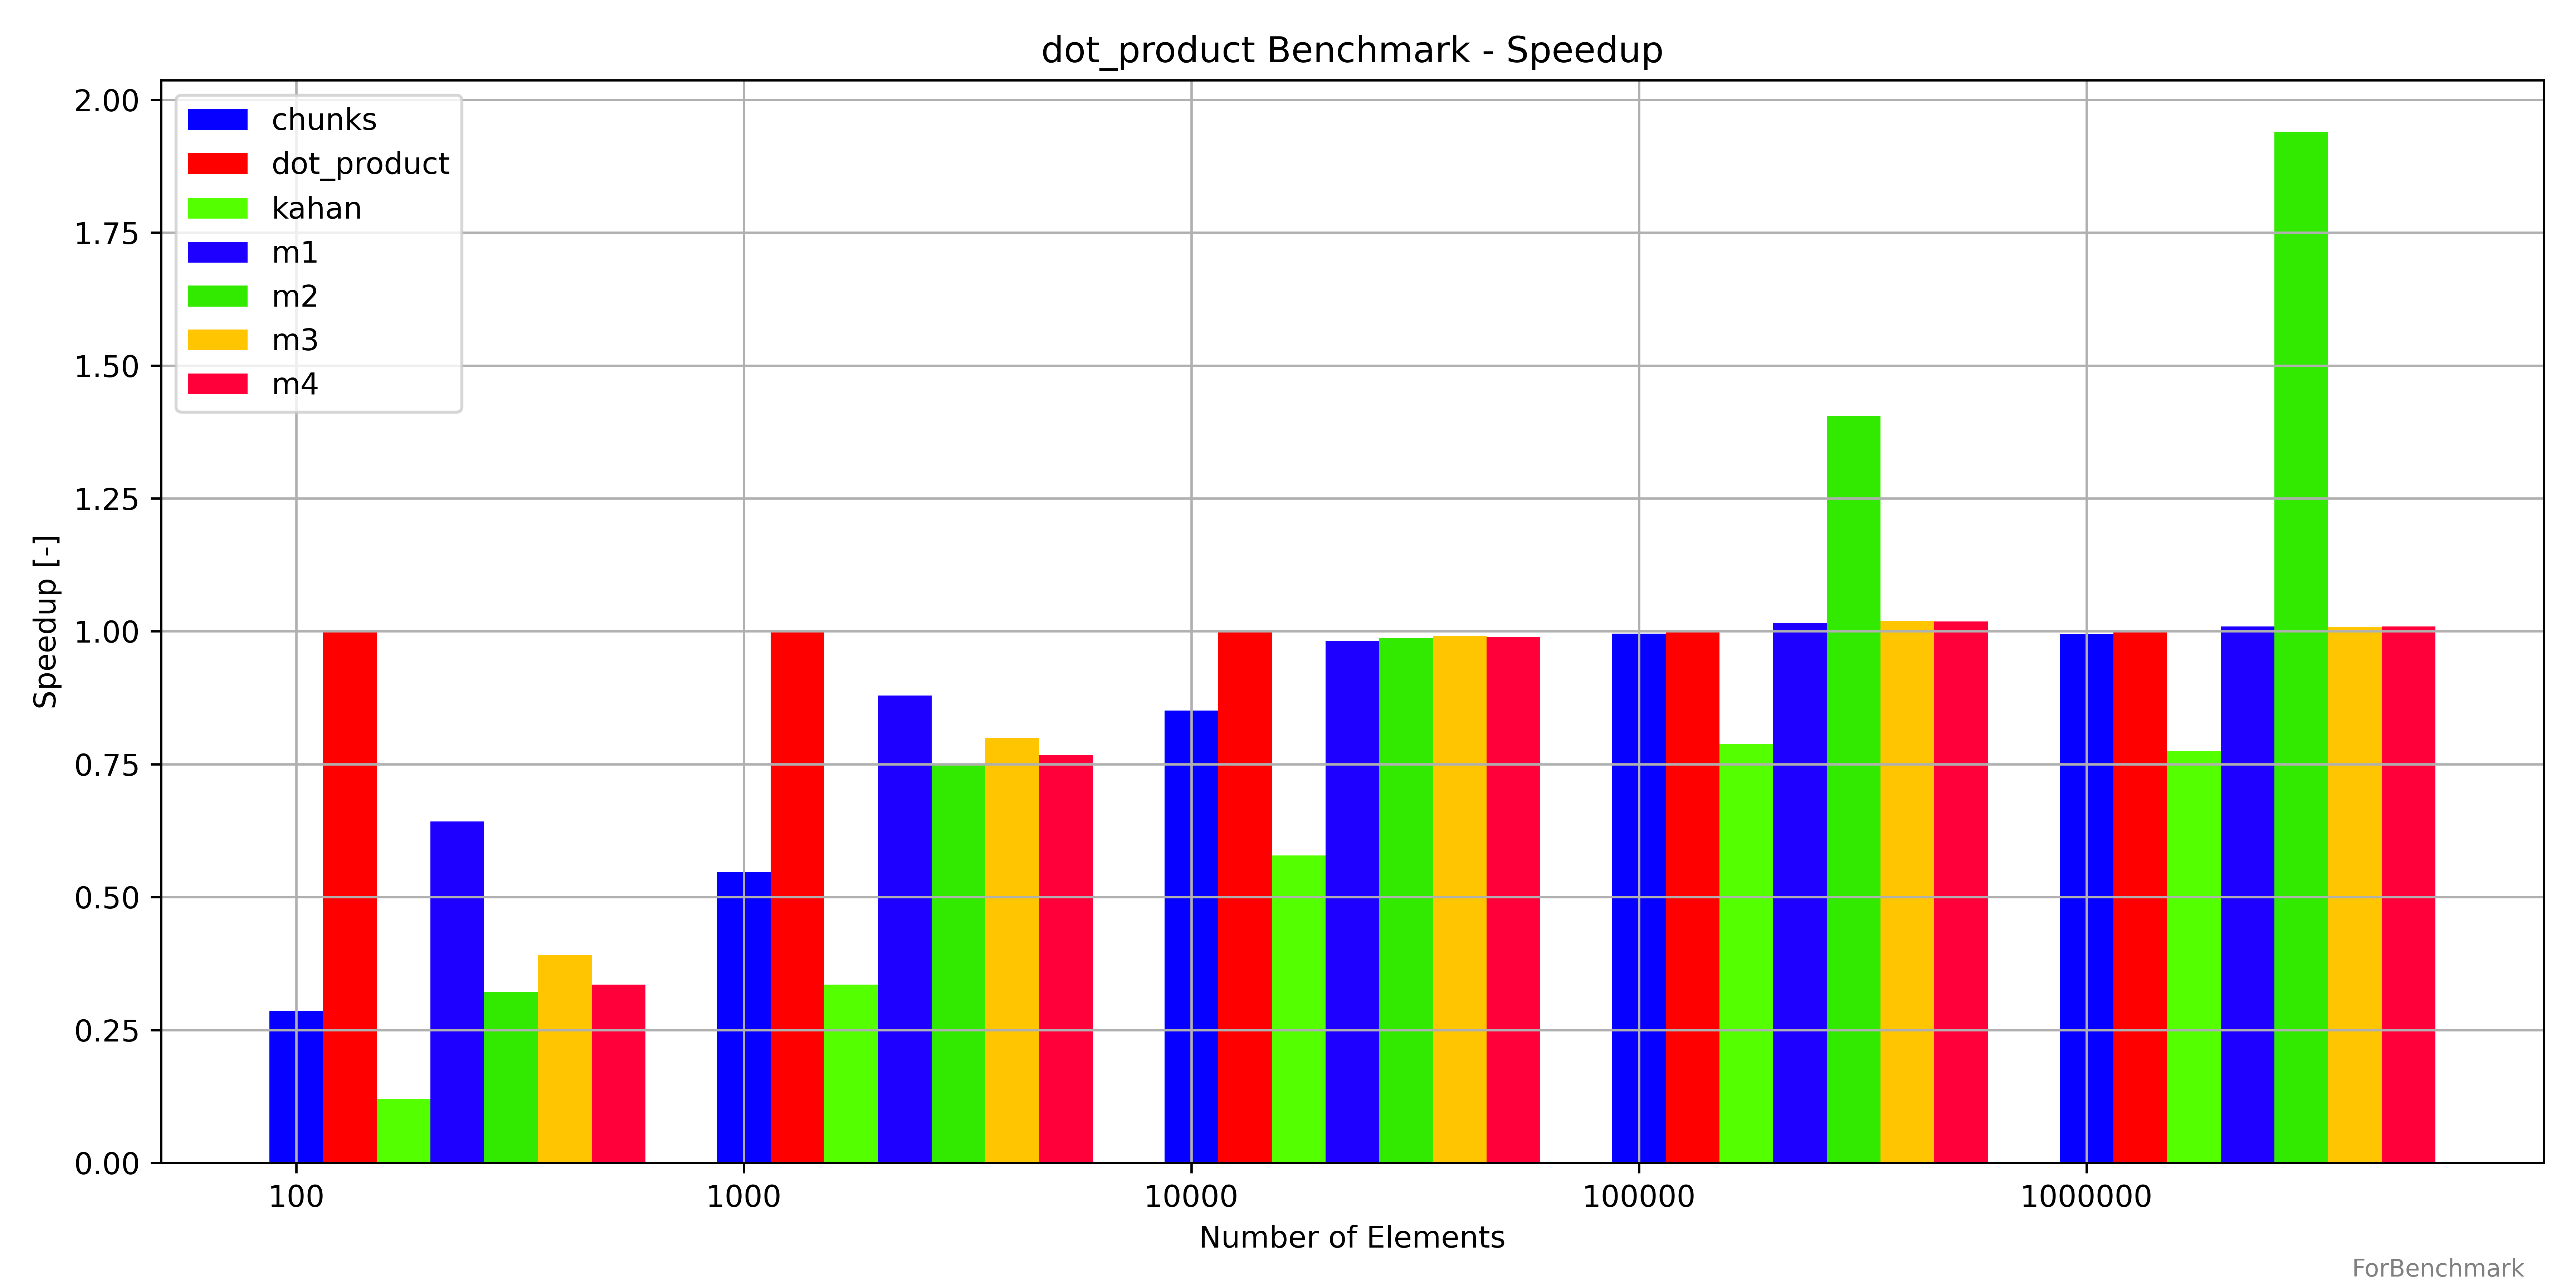 dot_product Benchmark - Speedup
2.00
1.75
1.50
1.25
1.00
0.75
0.50
0.25
0.00
Speedup [-]
chunks
dot_product
kahan
m1
m2
m3
m4
100 1000 10000 100000 1000000
Number of Elements
ForBenchmark